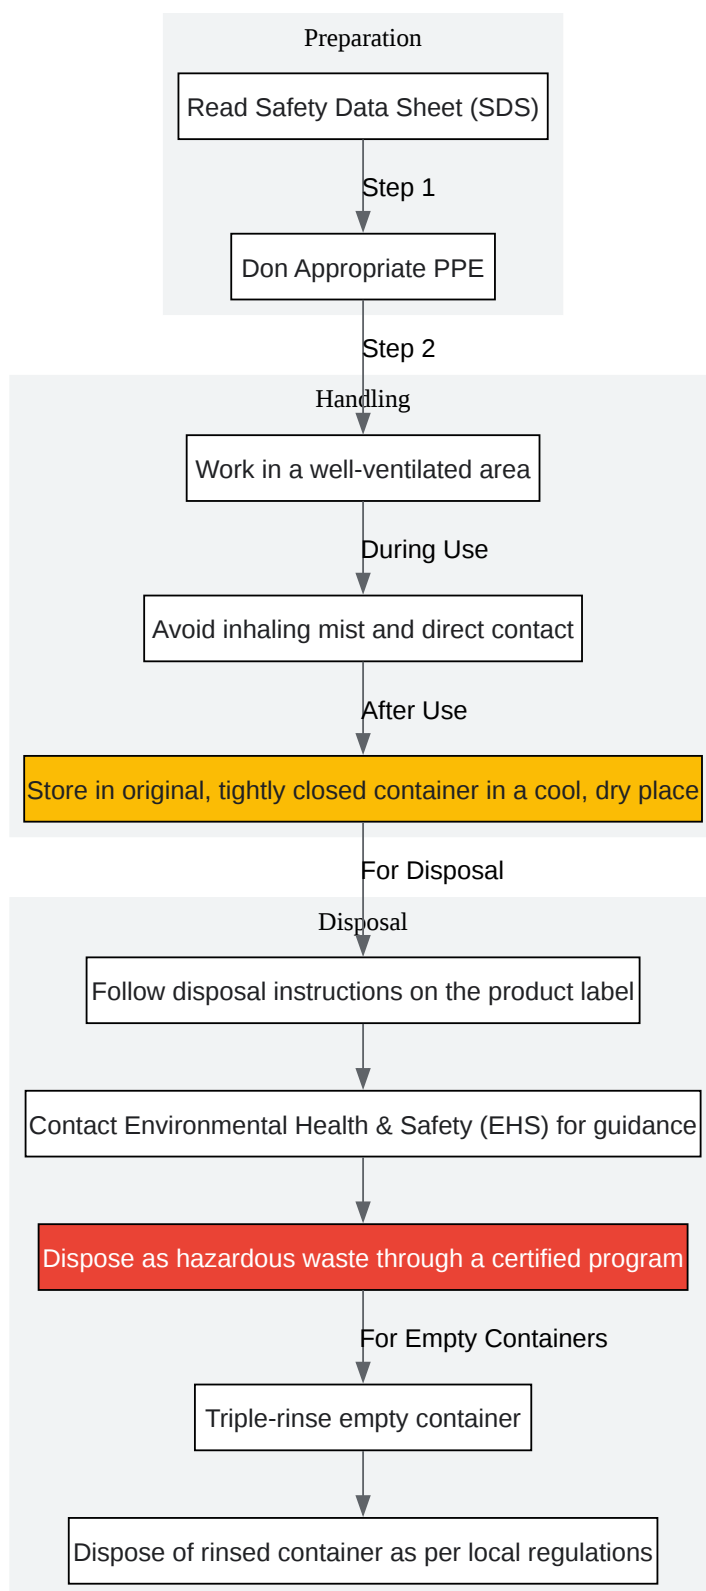 Preparation
Read Safety Data Sheet (SDS)
Step 1
Don Appropriate PPE
Step 2
Handling
Work in a well-ventilated area
During Use
Avoid inhaling mist and direct contact
After Use
Store in original, tightly closed container in a cool, dry place
For Disposal
Disposal
Follow disposal instructions on the product label
Contact Environmental Health & Safety (EHS) for guidance
Dispose as hazardous waste through a certified program
For Empty Containers
Triple-rinse empty container
Dispose of rinsed container as per local regulations